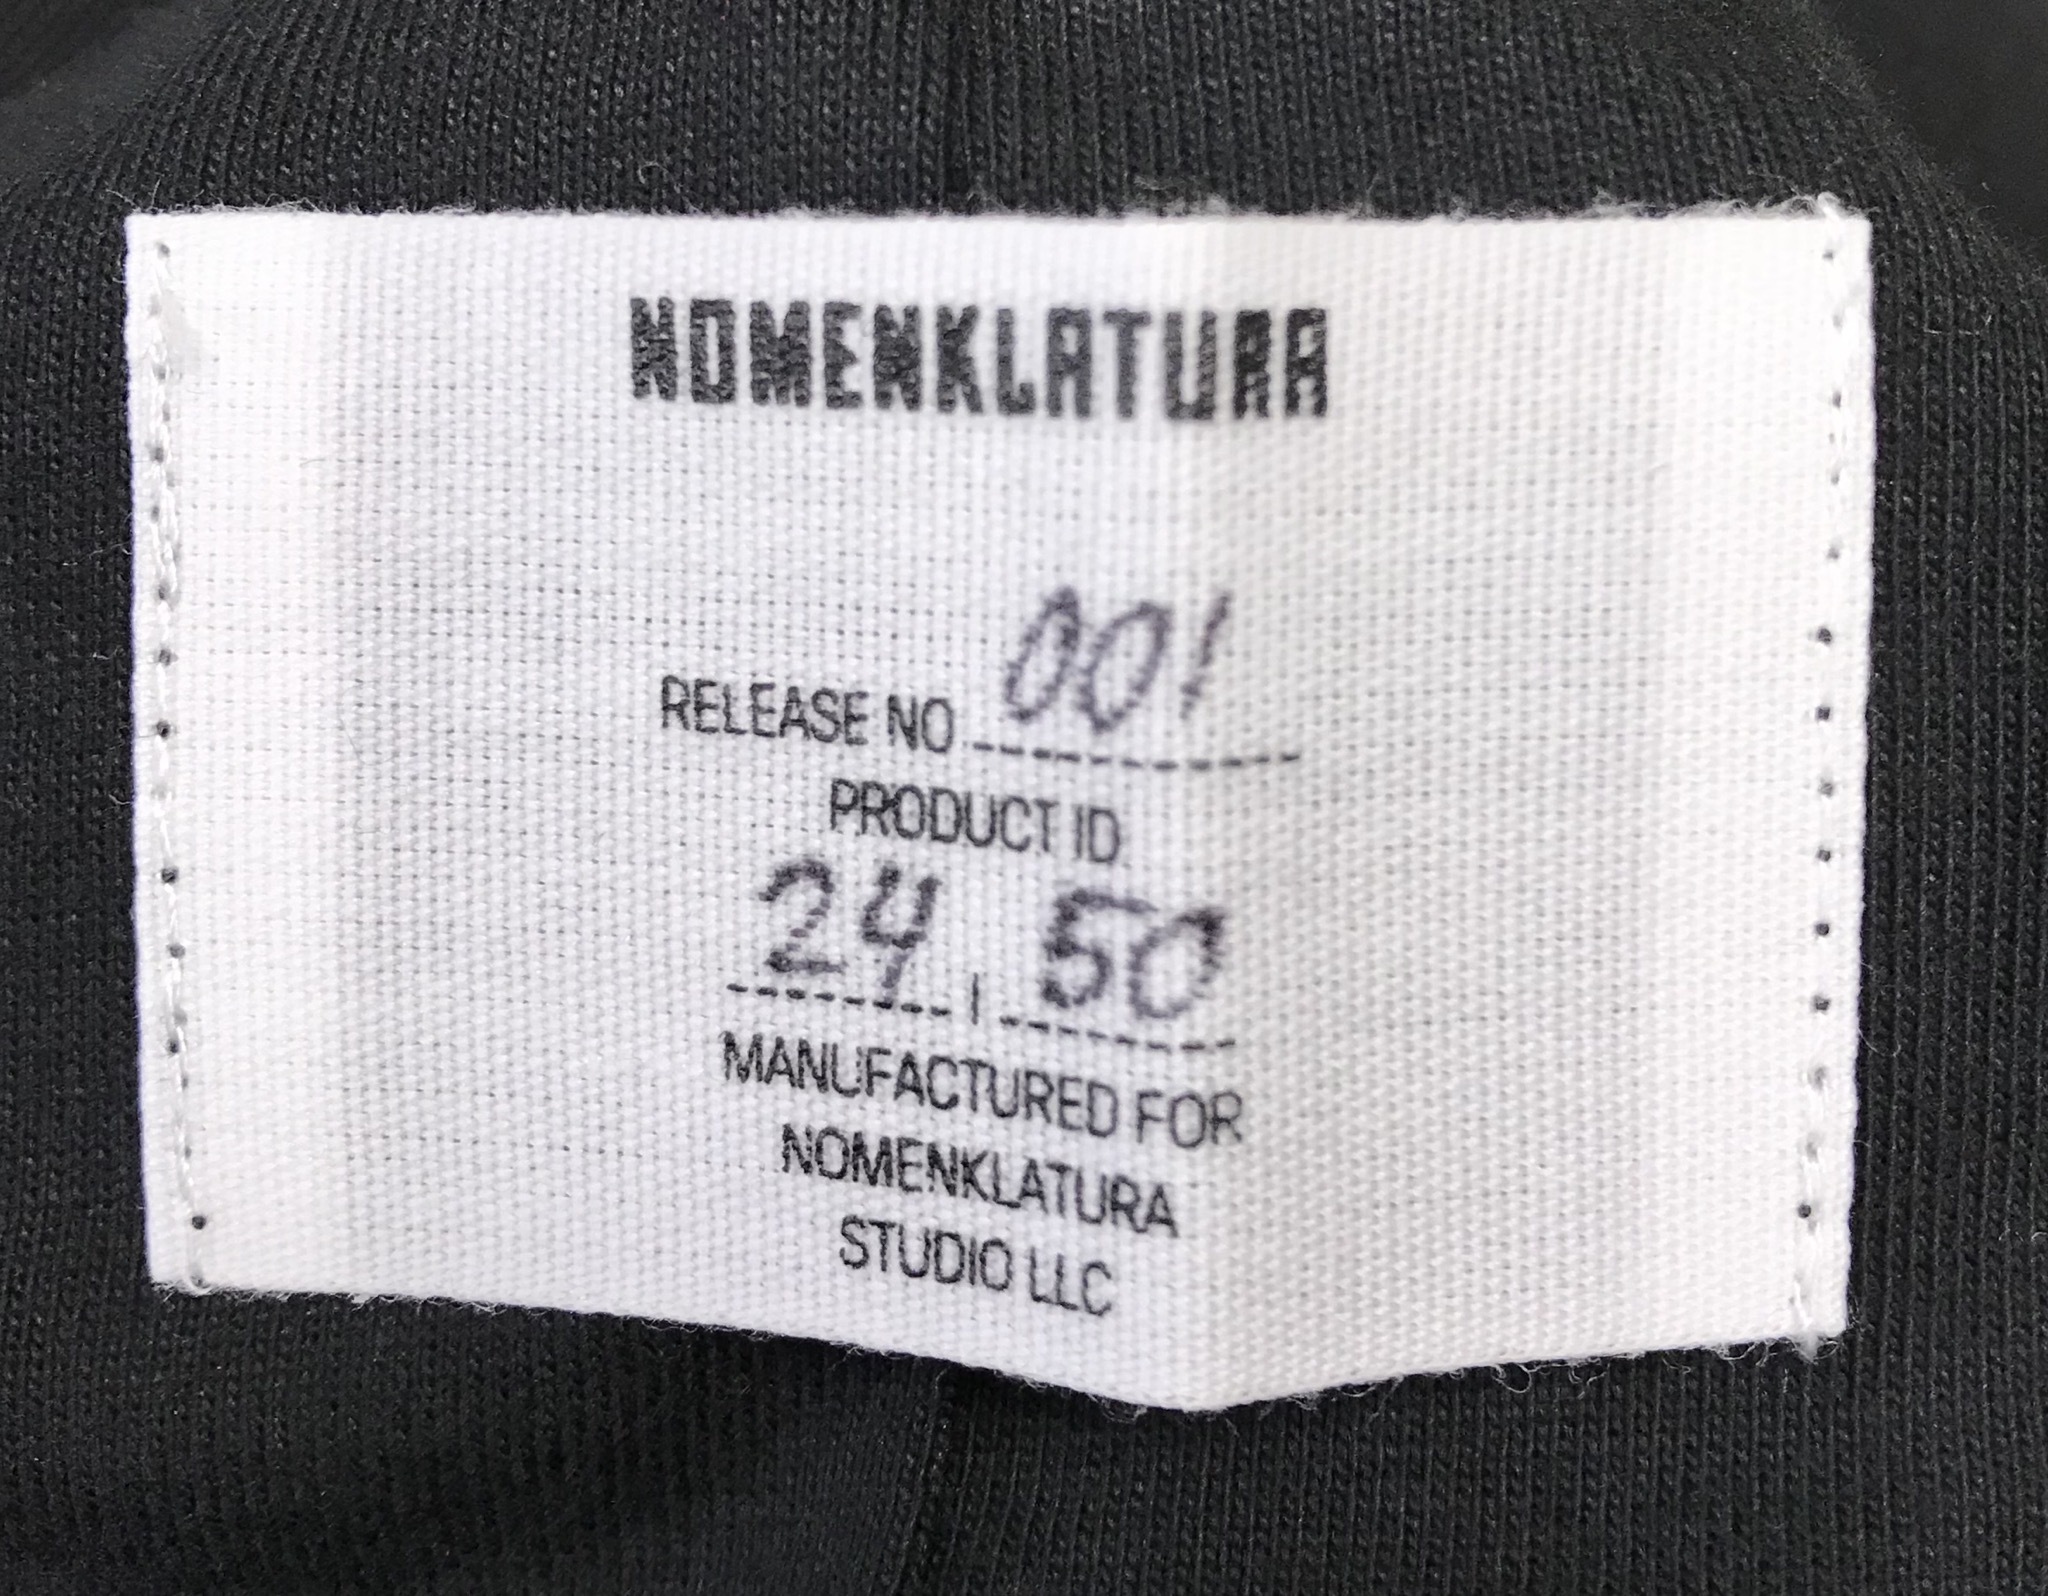 NOMENKLATURA
RELEASE NO 001
PRODUCT ID
24 | 50
MANUFACTURED FOR
NOMENKLATURA
STUDIO LLC